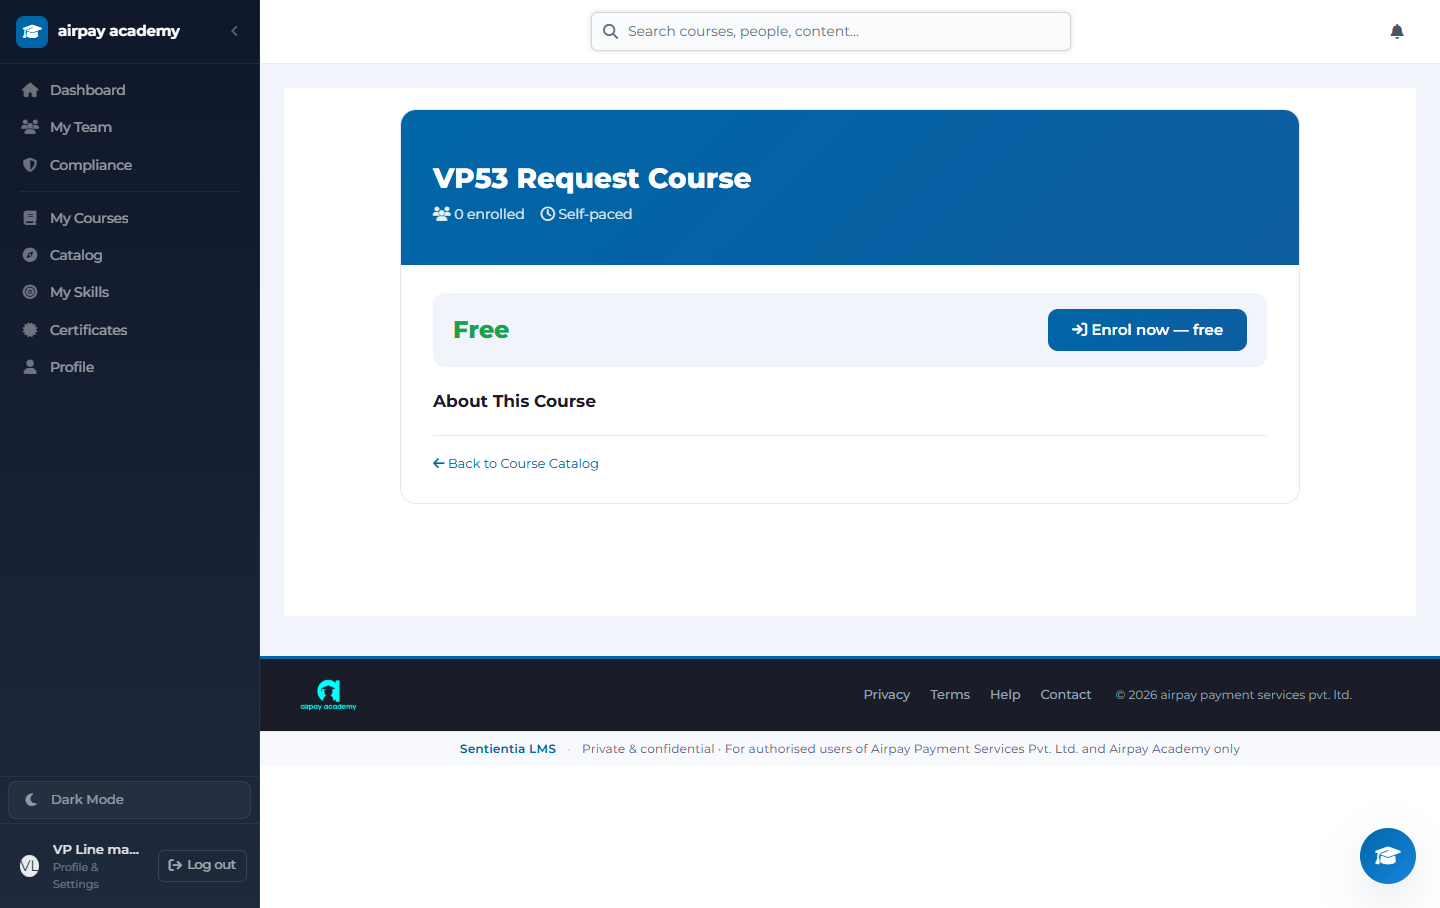 airpay academy
Search courses, people, content...
Dashboard
My Team
Compliance
My Courses
Catalog
My Skills
Certificates
Profile
VP53 Request Course
0 enrolled Self-paced
Free
Enrol now — free
About This Course
Back to Course Catalog
airpay academy
Privacy Terms Help Contact © 2026 airpay payment services pvt. ltd.
Sentientia LMS · Private & confidential · For authorised users of Airpay Payment Services Pvt. Ltd. and Airpay Academy only
Dark Mode
VL
VP Line ma...
Profile &
Settings
Log out